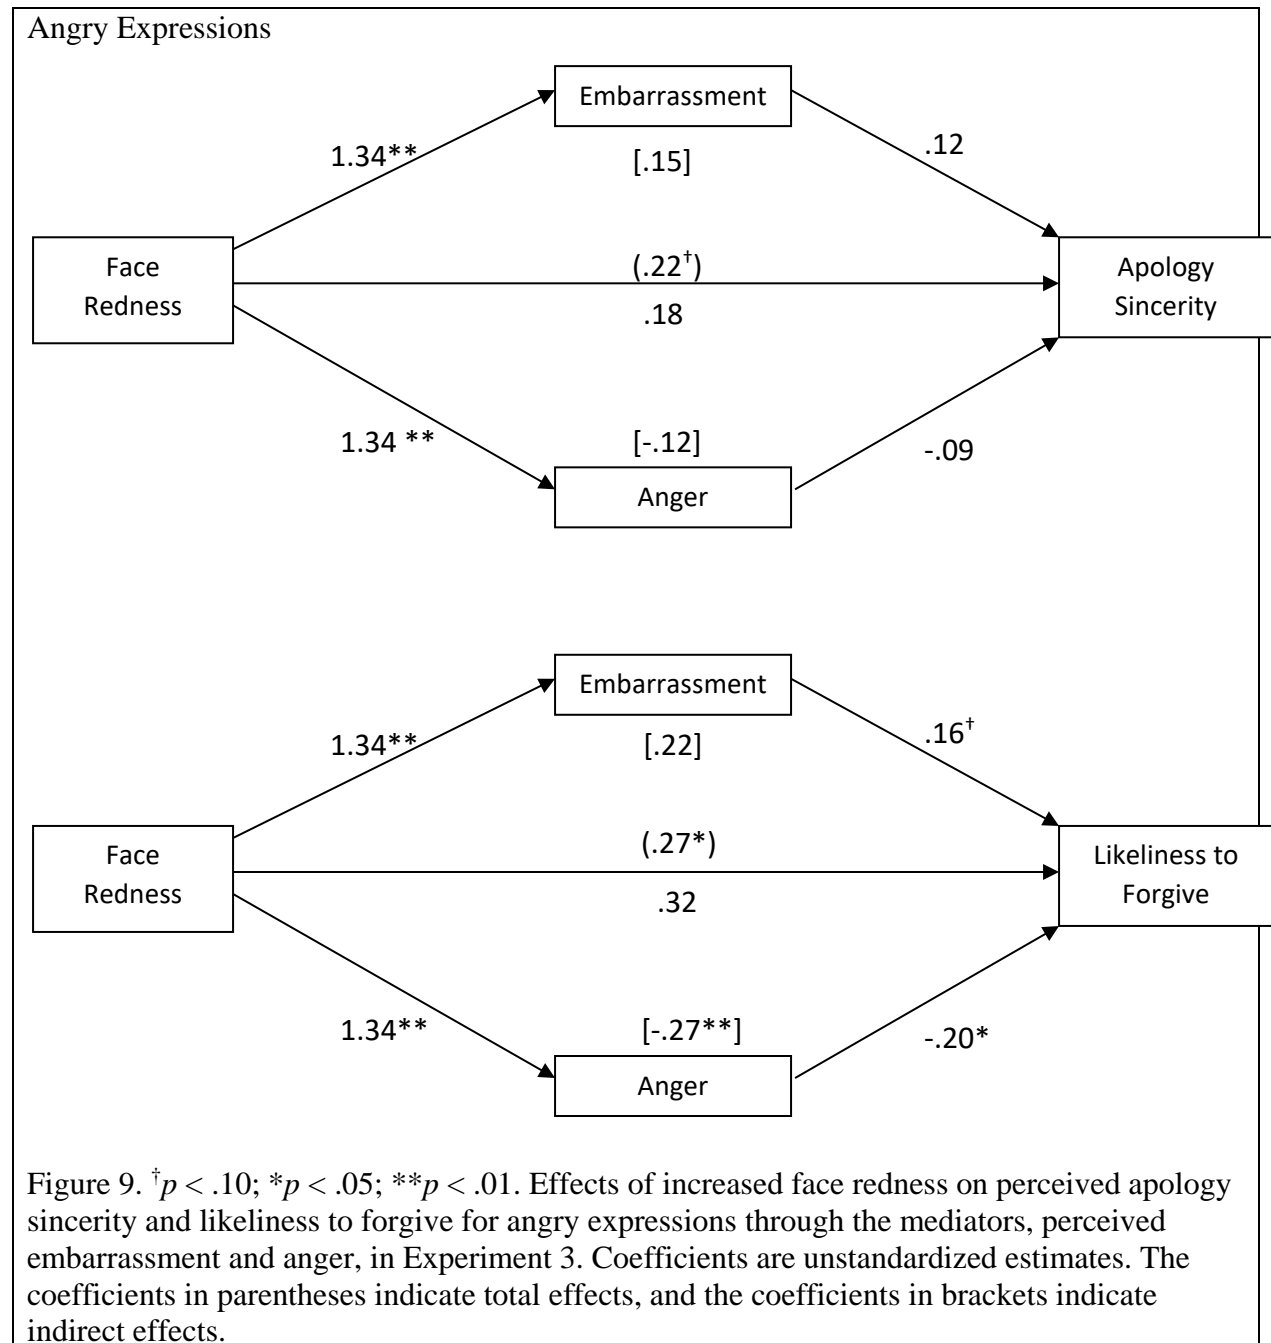 Angry Expressions
Embarrassment
1.34**
.12
[.15]
Face
Redness
(.22†)
.18
Apology
Sincerity
1.34 **
[-.12]
-.09
Anger
Embarrassment
1.34**
.16†
[.22]
Face
Redness
(.27*)
.32
Likeliness to
Forgive
1.34**
[-.27**]
-.20*
Anger
Figure 9. †p < .10; *p < .05; **p < .01. Effects of increased face redness on perceived apology
sincerity and likeliness to forgive for angry expressions through the mediators, perceived
embarrassment and anger, in Experiment 3. Coefficients are unstandardized estimates. The
coefficients in parentheses indicate total effects, and the coefficients in brackets indicate
indirect effects.